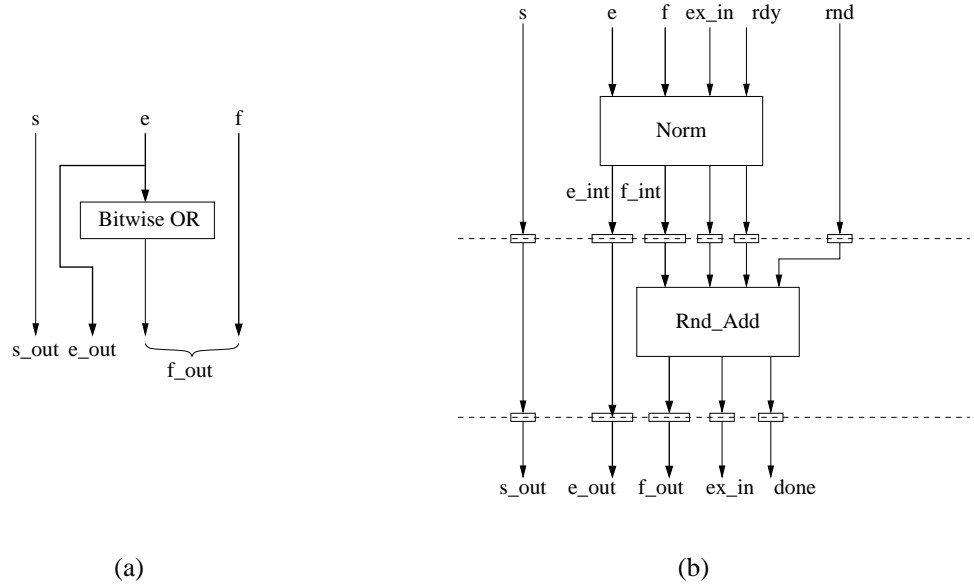 s e f
Bitwise OR
s_out e_out
f_out
(a)
s e f ex_in rdy rnd
Norm
e_int f_int
Rnd_Add
s_out e_out f_out ex_in done
(b)